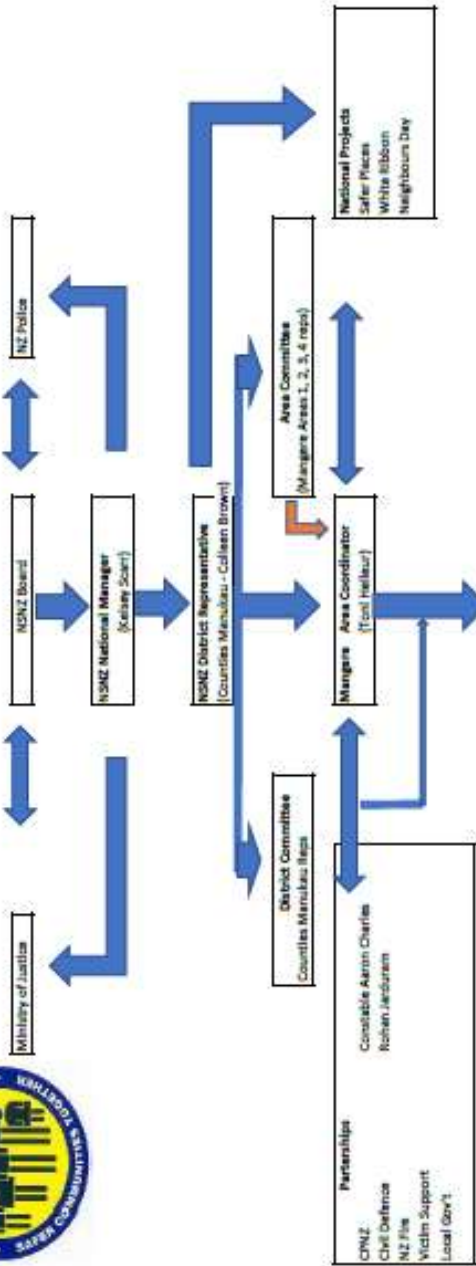 SAFER COMMUNITIES TOGETHER
Ministry of Justice
NSNZ Board
NZ Police
NSNZ National Manager
(Kelsey Scarr)
NSNZ District Representative
(Counties Manukau - Colleen Brown)
District Committee
Counties Manukau Reps
Area Committee
(Mangere Areas 1, 2, 3, 4 reps)
National Projects
Safer Places
White Ribbon
Neighbours Day
Mangere Area Coordinator
(Toni Helleur)
Parterships
CPNZ
Civil Defence
NZ Fire
Victim Support
Local Gov't
Constable Aaron Charles
Rohan